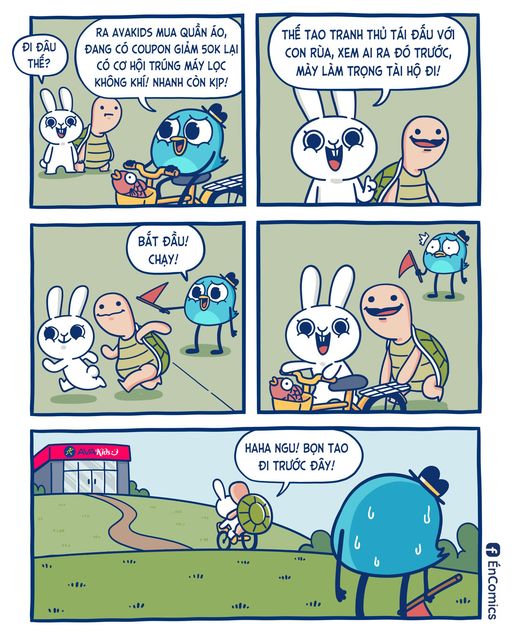 ĐI ĐÂU
THẾ?
RA AVAKIDS MUA QUẦN ÁO,
ĐANG CÓ COUPON GIẢM 50K LẠI
CÓ CƠ HỘI TRÚNG MÁY LỌC
KHÔNG KHÍ! NHANH CÒN KỊP!
THẾ TAO TRANH THỦ TÁI ĐẤU VỚI
CON RÙA, XEM AI RA ĐÓ TRƯỚC,
MÀY LÀM TRỌNG TÀI HỘ ĐI!
BẮT ĐẦU!
CHẠY!
HAHA NGU! BỌN TAO
ĐI TRƯỚC ĐÂY!
AVAKids
ÉnComics